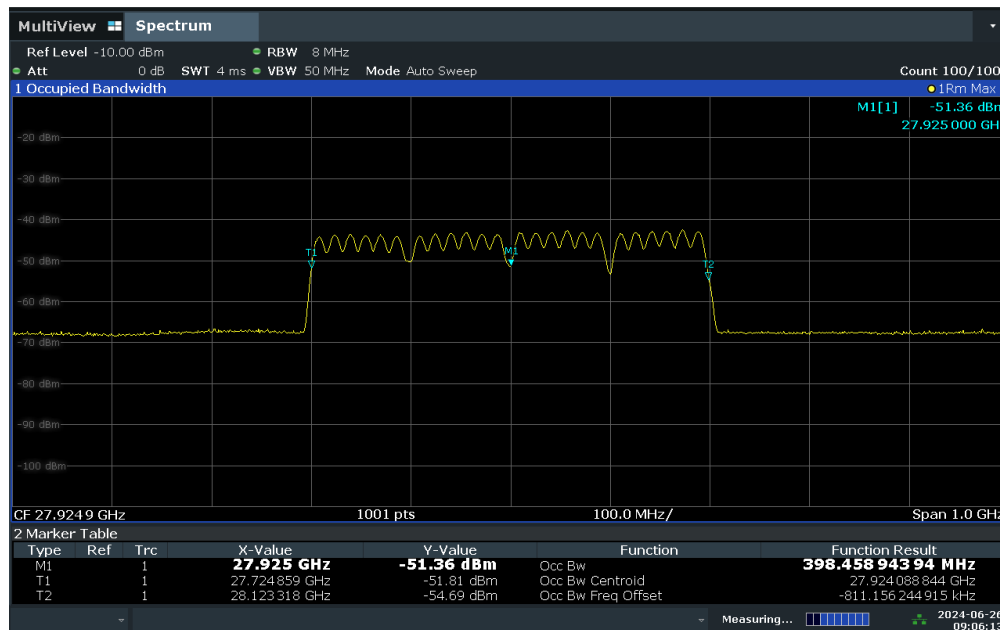 MultiView Spectrum
Ref Level -10.00 dBm RBW 8 MHz
Att 0 dB SWT 4 ms VBW 50 MHz Mode Auto Sweep Count 100/100
1 Occupied Bandwidth 1Rm Max
M1[1] -51.36 dBm
27.925 000 GH
-20 dBm
-30 dBm
-40 dBm
T1 M1
-50 dBm
T2
-60 dBm
-70 dBm
-80 dBm
-90 dBm
-100 dBm
CF 27.9249 GHz 1001 pts 100.0 MHz/ Span 1.0 GHz
2 Marker Table
Type Ref Trc X-Value Y-Value Function Function Result
M1 1 27.925 GHz -51.36 dBm Occ Bw 398.458 943 94 MHz
T1 1 27.724859 GHz -51.81 dBm Occ Bw Centroid 27.924 088 844 GHz
T2 1 28.123318 GHz -54.69 dBm Occ Bw Freq Offset -811.156 244 915 kHz
Measuring... 2024-06-26
09:06:13